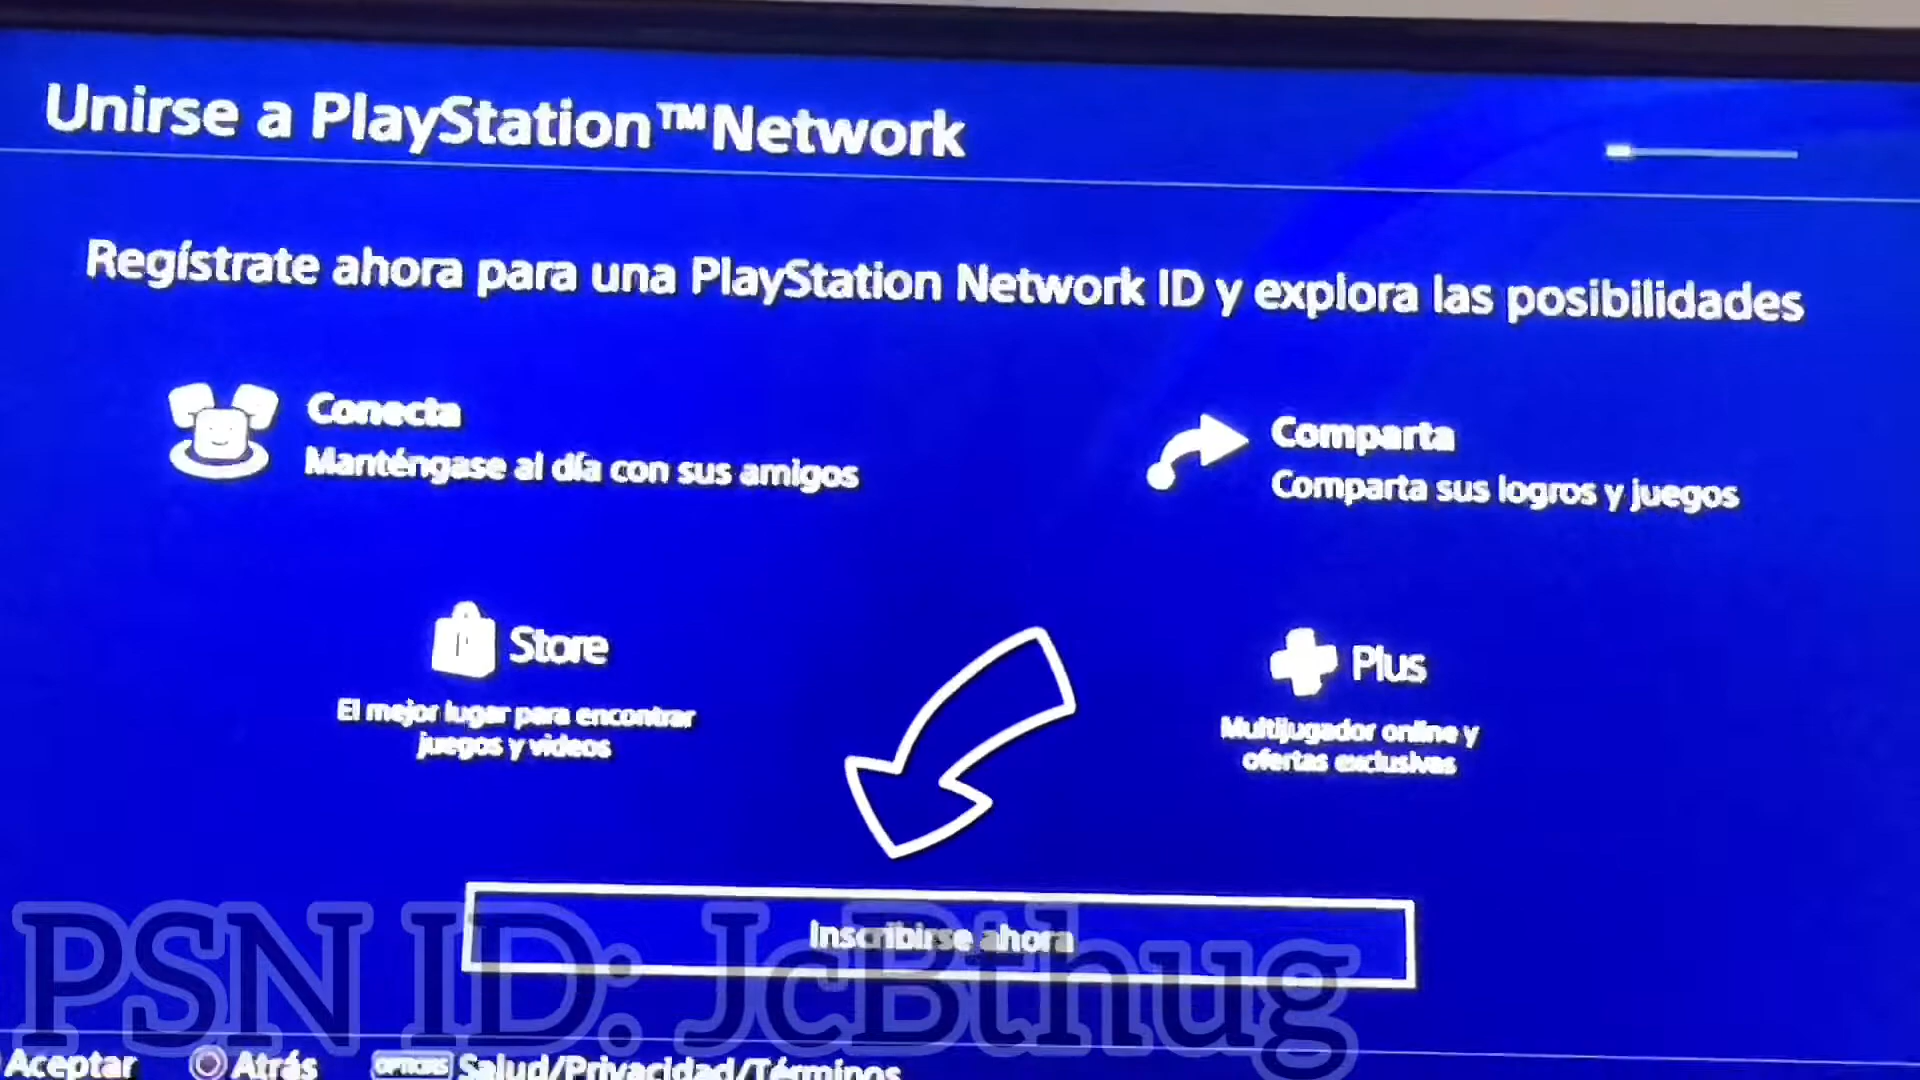 Unirse a PlayStation™Network
Regístrate ahora para una PlayStation Network ID y explora las posibilidades
Conecta
Manténgase al día con sus amigos
Comparta
Comparta sus logros y juegos
Store
El mejor lugar para encontrar
juegos y videos
Plus
Multijugador online y
ofertas exclusivas
Inscribirse ahora
PSN ID: JcBthug
Aceptar
Atrás
OPTIONS Salud/Privacidad/Términos